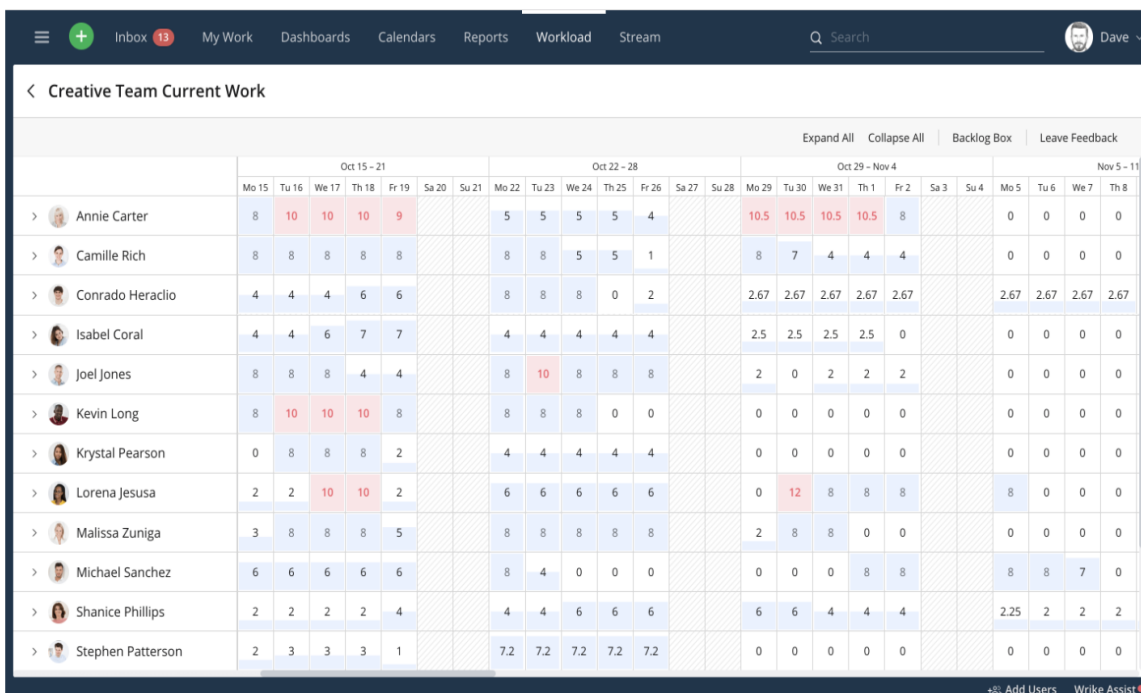 Inbox 13 My Work Dashboards Calendars Reports Workload Stream Search Dave
Creative Team Current Work
Expand All Collapse All Backlog Box Leave Feedback
Oct 15 – 21 Oct 22 – 28 Oct 29 – Nov 4 Nov 5 – 11
Mo 15 Tu 16 We 17 Th 18 Fr 19 Sa 20 Su 21 Mo 22 Tu 23 We 24 Th 25 Fr 26 Sa 27 Su 28 Mo 29 Tu 30 We 31 Th 1 Fr 2 Sa 3 Su 4 Mo 5 Tu 6 We 7 Th 8
Annie Carter 8 10 10 10 9 5 5 5 5 4 10.5 10.5 10.5 10.5 8 0 0 0 0
Camille Rich 8 8 8 8 8 8 8 5 5 1 8 7 4 4 4 0 0 0 0
Conrado Heraclio 4 4 4 6 6 8 8 8 0 2 2.67 2.67 2.67 2.67 2.67 2.67 2.67 2.67 2.67
Isabel Coral 4 4 6 7 7 4 4 4 4 4 2.5 2.5 2.5 2.5 0 0 0 0 0
Joel Jones 8 8 8 4 4 8 10 8 8 8 2 0 2 2 2 0 0 0 0
Kevin Long 8 10 10 10 8 8 8 8 0 0 0 0 0 0 0 0 0 0 0
Krystal Pearson 0 8 8 8 2 4 4 4 4 4 0 0 0 0 0 0 0 0 0
Lorena Jesusa 2 2 10 10 2 6 6 6 6 6 0 12 8 8 8 8 0 0 0
Malissa Zuniga 3 8 8 8 5 8 8 8 8 8 2 8 8 0 0 0 0 0 0
Michael Sanchez 6 6 6 6 6 8 4 0 0 0 0 0 0 8 8 8 8 7 0
Shanice Phillips 2 2 2 2 4 4 4 6 6 6 6 6 4 4 4 2.25 2 2 2
Stephen Patterson 2 3 3 3 1 7.2 7.2 7.2 7.2 7.2 0 0 0 0 0 0 0 0 0
Add Users Wrike Assist